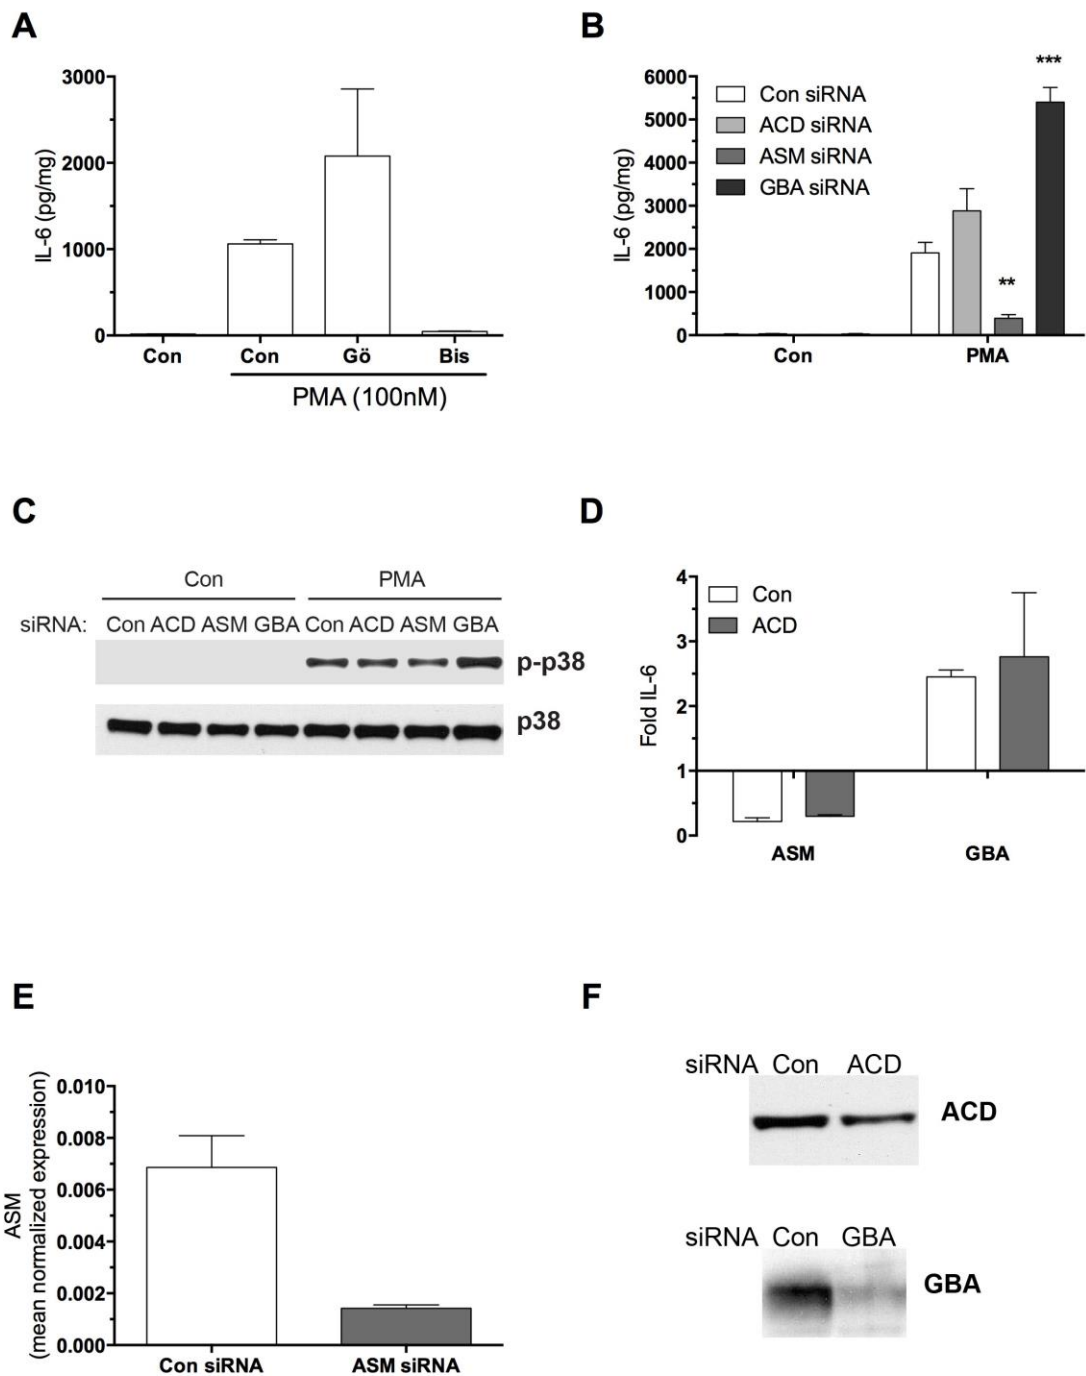 A
IL-6 (pg/mg)
3000
2000
1000
0
Con Con Gö Bis
PMA (100nM)
B
IL-6 (pg/mg)
6000
5000
4000
3000
2000
1000
0
Con siRNA
ACD siRNA
ASM siRNA
GBA siRNA
**
***
Con PMA
C
Con PMA
siRNA: Con ACD ASM GBA Con ACD ASM GBA
p-p38
p38
D
Fold IL-6
4
3
2
1
0
Con
ACD
ASM GBA
E
ASM
(mean normalized expression)
0.010
0.008
0.006
0.004
0.002
0.000
Con siRNA ASM siRNA
F
siRNA Con ACD
ACD
siRNA Con GBA
GBA